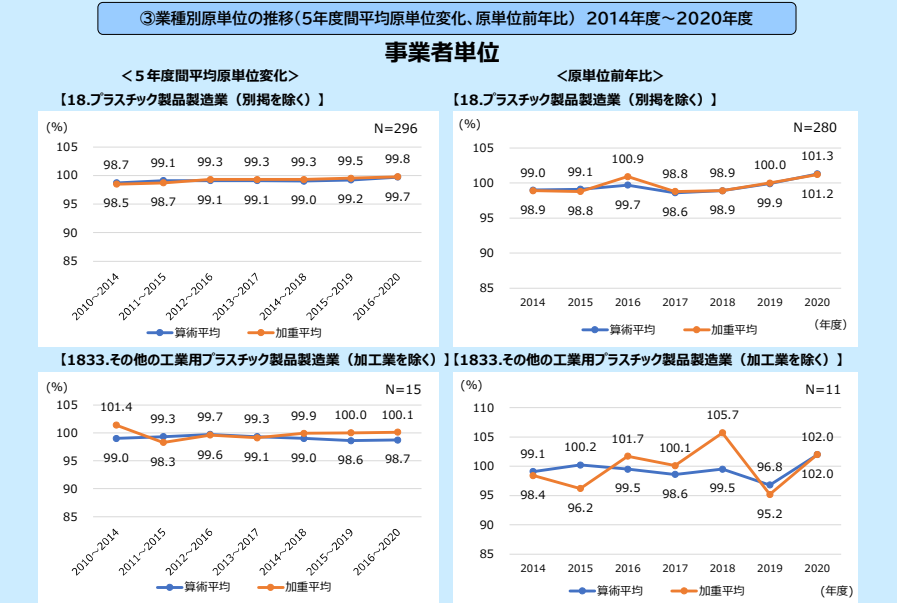 ③業種別原単位の推移(5年度間平均原単位変化、原単位前年比) 2014年度～2020年度
事業者単位
＜５年度間平均原単位変化＞
＜原単位前年比＞
【18.プラスチック製品製造業（別掲を除く）】
(%)
N=296
105
100
95
90
85
98.7 99.1 99.3 99.3 99.3 99.5 99.8
98.5 98.7 99.1 99.1 99.0 99.2 99.7
2010～2014 2011～2015 2012～2016 2013～2017 2014～2018 2015～2019 2016～2020
算術平均 加重平均
【18.プラスチック製品製造業（別掲を除く）】
(%)
N=280
105
100
95
90
85
99.0 99.1 100.9 98.8 98.9 100.0 101.3
98.9 98.8 99.7 98.6 98.9 99.9 101.2
2014 2015 2016 2017 2018 2019 2020
算術平均 加重平均
（年度）
【1833.その他の工業用プラスチック製品製造業（加工業を除く）】
(%)
N=15
105
100
95
90
85
101.4 99.3 99.7 99.3 99.9 100.0 100.1
99.0 98.3 99.6 99.1 99.0 98.6 98.7
2010～2014 2011～2015 2012～2016 2013～2017 2014～2018 2015～2019 2016～2020
算術平均 加重平均
【1833.その他の工業用プラスチック製品製造業（加工業を除く）】
(%)
N=11
110
105
100
95
90
85
99.1 100.2 101.7 100.1 105.7 96.8 102.0
98.4 96.2 99.5 98.6 99.5 95.2 102.0
2014 2015 2016 2017 2018 2019 2020
算術平均 加重平均
(年度)